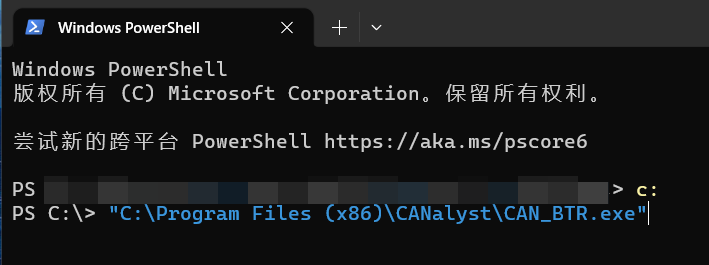 Windows PowerShell
Windows PowerShell
版权所有 (C) Microsoft Corporation。保留所有权利。
尝试新的跨平台 PowerShell https://aka.ms/pscore6
PS > c:
PS C:\> "C:\Program Files (x86)\CANalyst\CAN_BTR.exe"